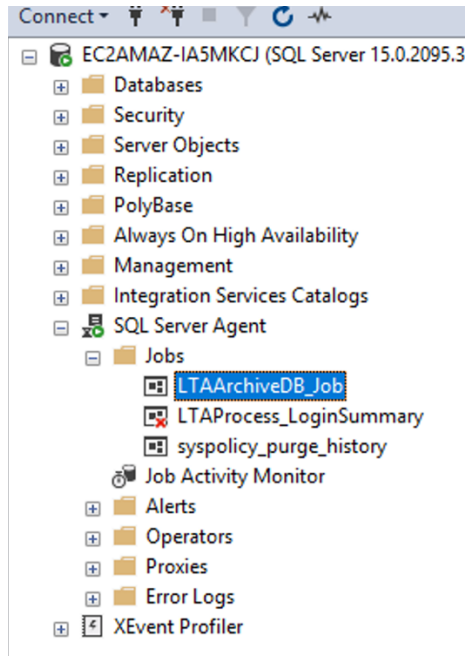 Connect
EC2AMAZ-IA5MKCJ (SQL Server 15.0.2095.3
Databases
Security
Server Objects
Replication
PolyBase
Always On High Availability
Management
Integration Services Catalogs
SQL Server Agent
Jobs
LTAArchiveDB_Job
LTAProcess_LoginSummary
syspolicy_purge_history
Job Activity Monitor
Alerts
Operators
Proxies
Error Logs
XEvent Profiler